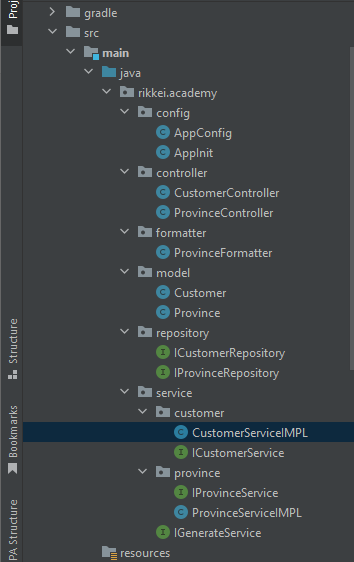 Proj
gradle
src
main
java
rikkei.academy
config
AppConfig
AppInit
controller
CustomerController
ProvinceController
formatter
ProvinceFormatter
model
Customer
Province
repository
ICustomerRepository
IProvinceRepository
service
customer
CustomerServiceIMPL
ICustomerService
province
IProvinceService
ProvinceServiceIMPL
IGenerateService
resources
Structure
Bookmarks
PA Structure